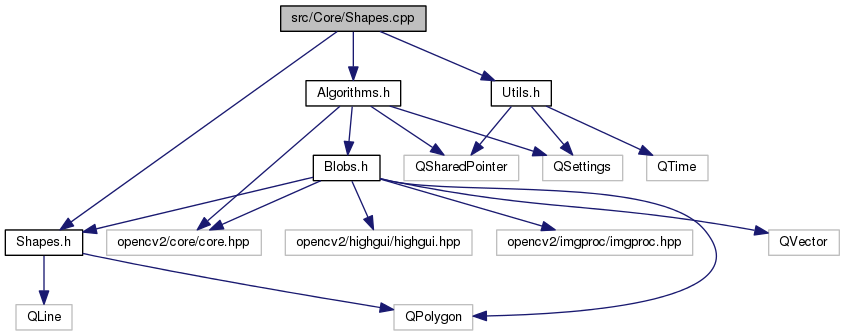 src/Core/Shapes.cpp
Algorithms.h
Utils.h
Blobs.h
QSharedPointer
QSettings
QTime
Shapes.h
opencv2/core/core.hpp
opencv2/highgui/highgui.hpp
opencv2/imgproc/imgproc.hpp
QVector
QLine
QPolygon